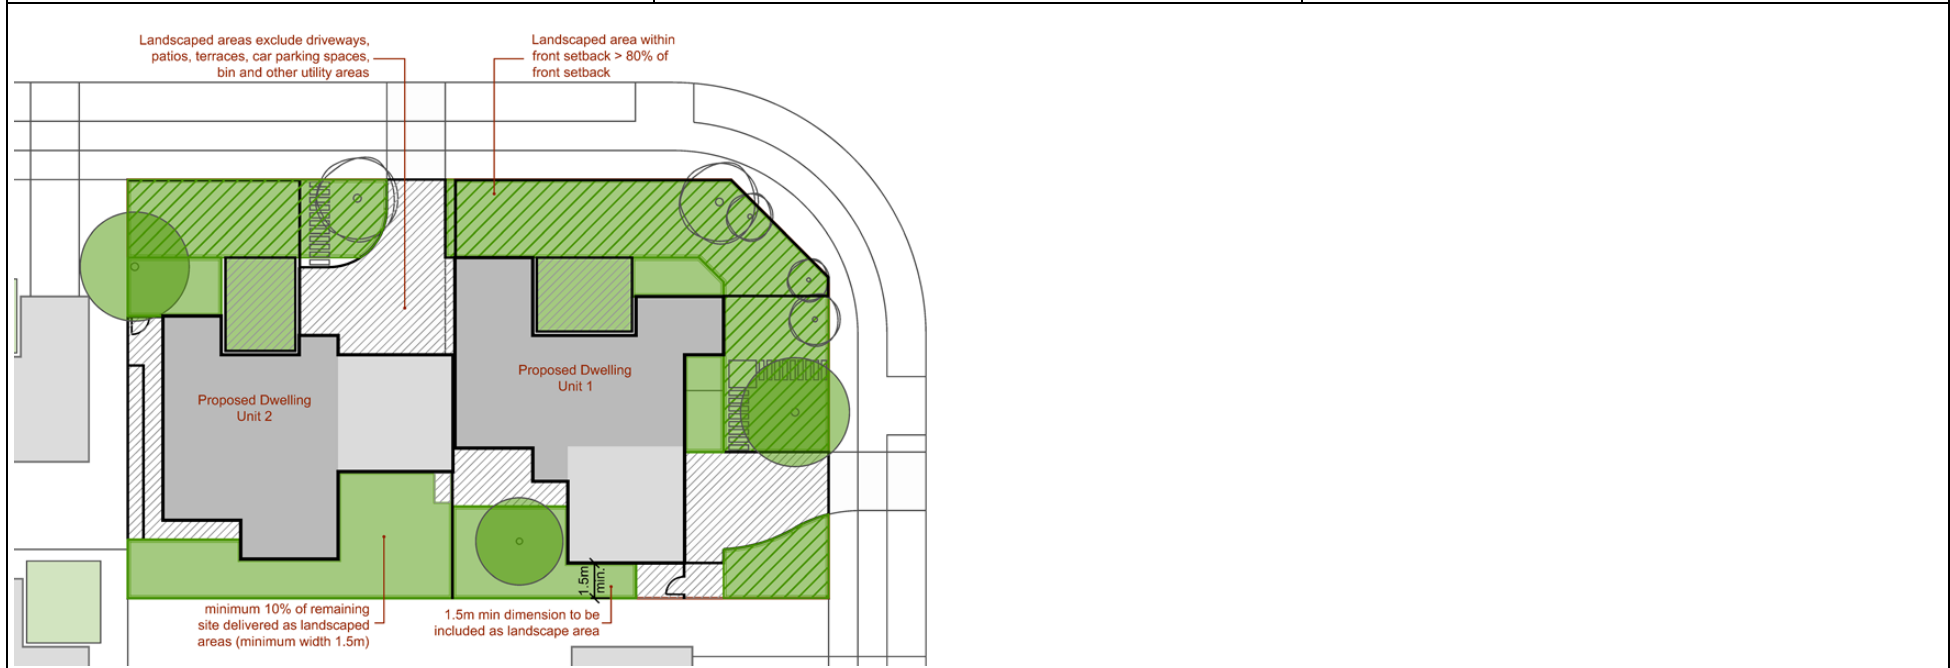 Landscaped areas exclude driveways,
patios, terraces, car parking spaces,
bin and other utility areas
Landscaped area within
front setback > 80% of
front setback
Proposed Dwelling
Unit 1
Proposed Dwelling
Unit 2
1.5m
min.
minimum 10% of remaining
site delivered as landscaped
areas (minimum width 1.5m)
1.5m min dimension to be
included as landscape area